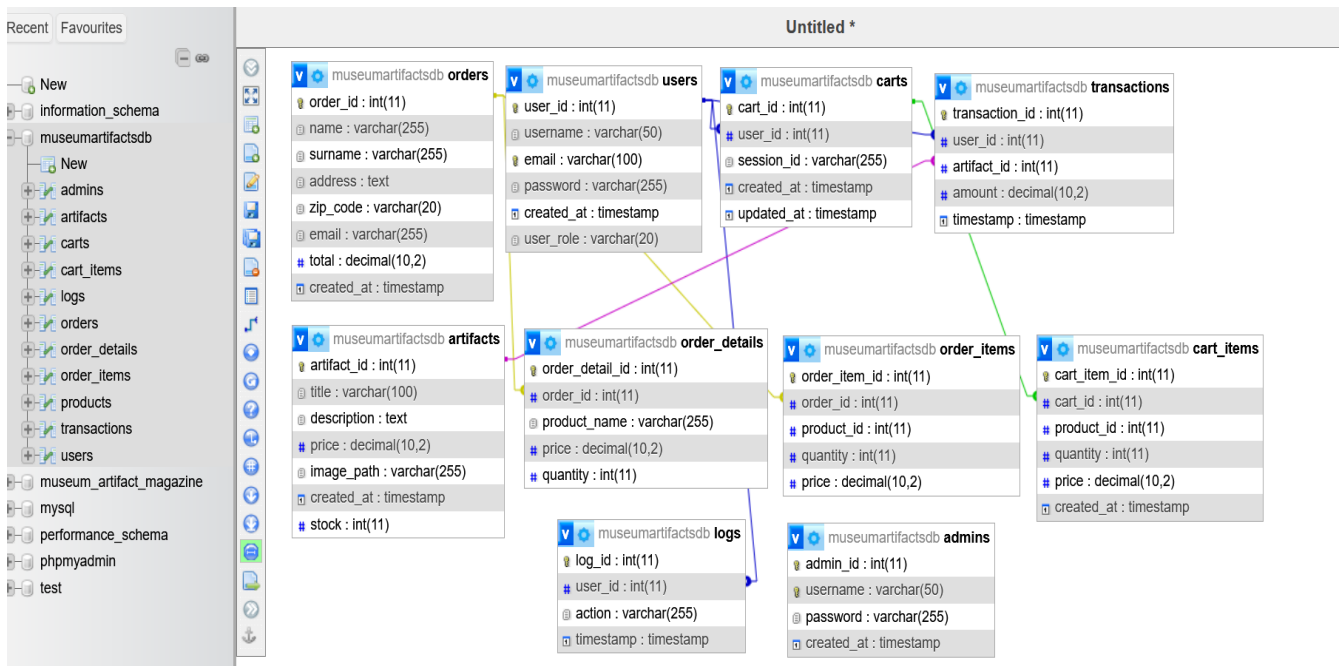 Recent Favourites
New
information_schema
museumartifactsdb
New
admins
artifacts
carts
cart_items
logs
orders
order_details
order_items
products
transactions
users
museum_artifact_magazine
mysql
performance_schema
phpmyadmin
test
Untitled *
museumartifactsdb orders
order_id : int(11)
name : varchar(255)
surname : varchar(255)
address : text
zip_code : varchar(20)
email : varchar(255)
total : decimal(10,2)
created_at : timestamp
museumartifactsdb users
user_id : int(11)
username : varchar(50)
email : varchar(100)
password : varchar(255)
created_at : timestamp
user_role : varchar(20)
museumartifactsdb carts
cart_id : int(11)
user_id : int(11)
session_id : varchar(255)
created_at : timestamp
updated_at : timestamp
museumartifactsdb transactions
transaction_id : int(11)
user_id : int(11)
artifact_id : int(11)
amount : decimal(10,2)
timestamp : timestamp
museumartifactsdb artifacts
artifact_id : int(11)
title : varchar(100)
description : text
price : decimal(10,2)
image_path : varchar(255)
created_at : timestamp
stock : int(11)
museumartifactsdb order_details
order_detail_id : int(11)
order_id : int(11)
product_name : varchar(255)
price : decimal(10,2)
quantity : int(11)
museumartifactsdb order_items
order_item_id : int(11)
order_id : int(11)
product_id : int(11)
quantity : int(11)
price : decimal(10,2)
museumartifactsdb cart_items
cart_item_id : int(11)
cart_id : int(11)
product_id : int(11)
quantity : int(11)
price : decimal(10,2)
created_at : timestamp
museumartifactsdb logs
log_id : int(11)
user_id : int(11)
action : varchar(255)
timestamp : timestamp
museumartifactsdb admins
admin_id : int(11)
username : varchar(50)
password : varchar(255)
created_at : timestamp